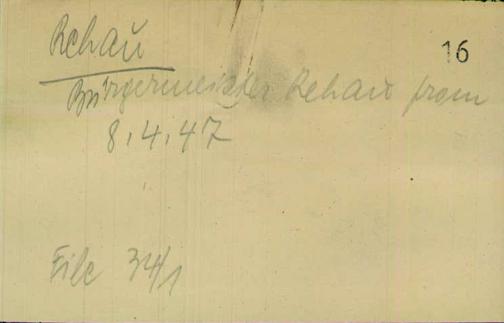 Rehau
16
Bürgermeister Rehau from
8.4.47
File 34/1